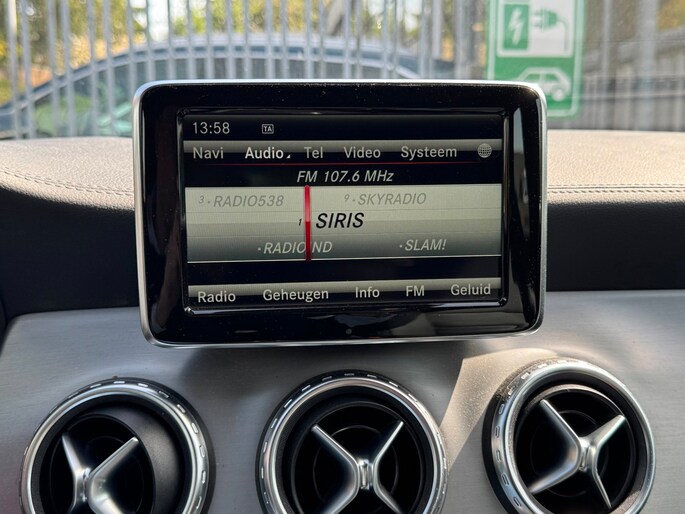 13:58 TA
Navi Audio Tel Video Systeem
FM 107.6 MHz
3 • RADIO538 9 • SKYRADIO
1 • SIRIS
• RADIO ND • SLAM!
Radio Geheugen Info FM Geluid